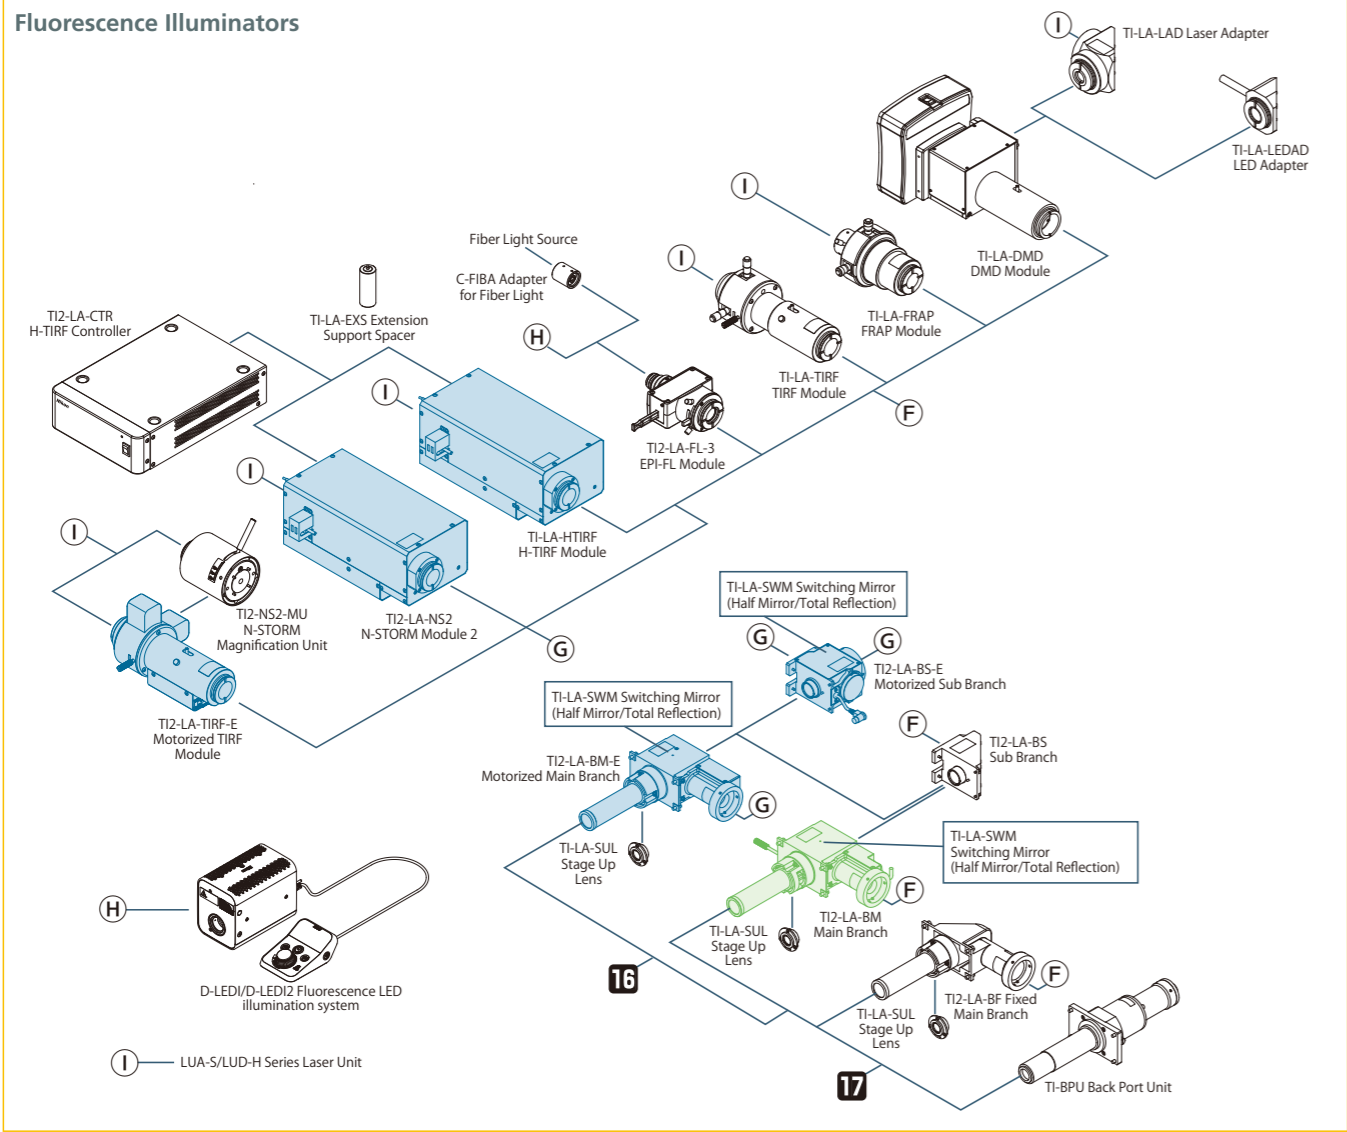 Fluorescence Illuminators
I
TI-LA-LAD Laser Adapter
TI-LA-LEDAD
LED Adapter
I
TI-LA-DMD
DMD Module
Fiber Light Source
C-FIBA Adapter
for Fiber Light
I
TI-LA-FRAP
FRAP Module
TI2-LA-CTR
H-TIRF Controller
TI-LA-EXS Extension
Support Spacer
H
TI-LA-TIRF
TIRF Module
F
I
TI2-LA-FL-3
EPI-FL Module
I
TI-LA-HTIRF
H-TIRF Module
I
TI2-NS2-MU
N-STORM
Magnification Unit
TI2-LA-NS2
N-STORM Module 2
G
TI-LA-SWM Switching Mirror
(Half Mirror/Total Reflection)
G
G
TI2-LA-BS-E
Motorized Sub Branch
TI-LA-SWM Switching Mirror
(Half Mirror/Total Reflection)
TI2-LA-TIRF-E
Motorized TIRF
Module
F
TI2-LA-BS
Sub Branch
TI2-LA-BM-E
Motorized Main Branch
G
TI-LA-SUL
Stage Up
Lens
TI-LA-SWM
Switching Mirror
(Half Mirror/Total Reflection)
F
TI2-LA-BM
Main Branch
TI-LA-SUL
Stage Up
Lens
H
D-LEDI/D-LEDI2 Fluorescence LED
illumination system
16
F
TI2-LA-BF Fixed
Main Branch
TI-LA-SUL
Stage Up
Lens
17
TI-BPU Back Port Unit
I
LUA-S/LUD-H Series Laser Unit